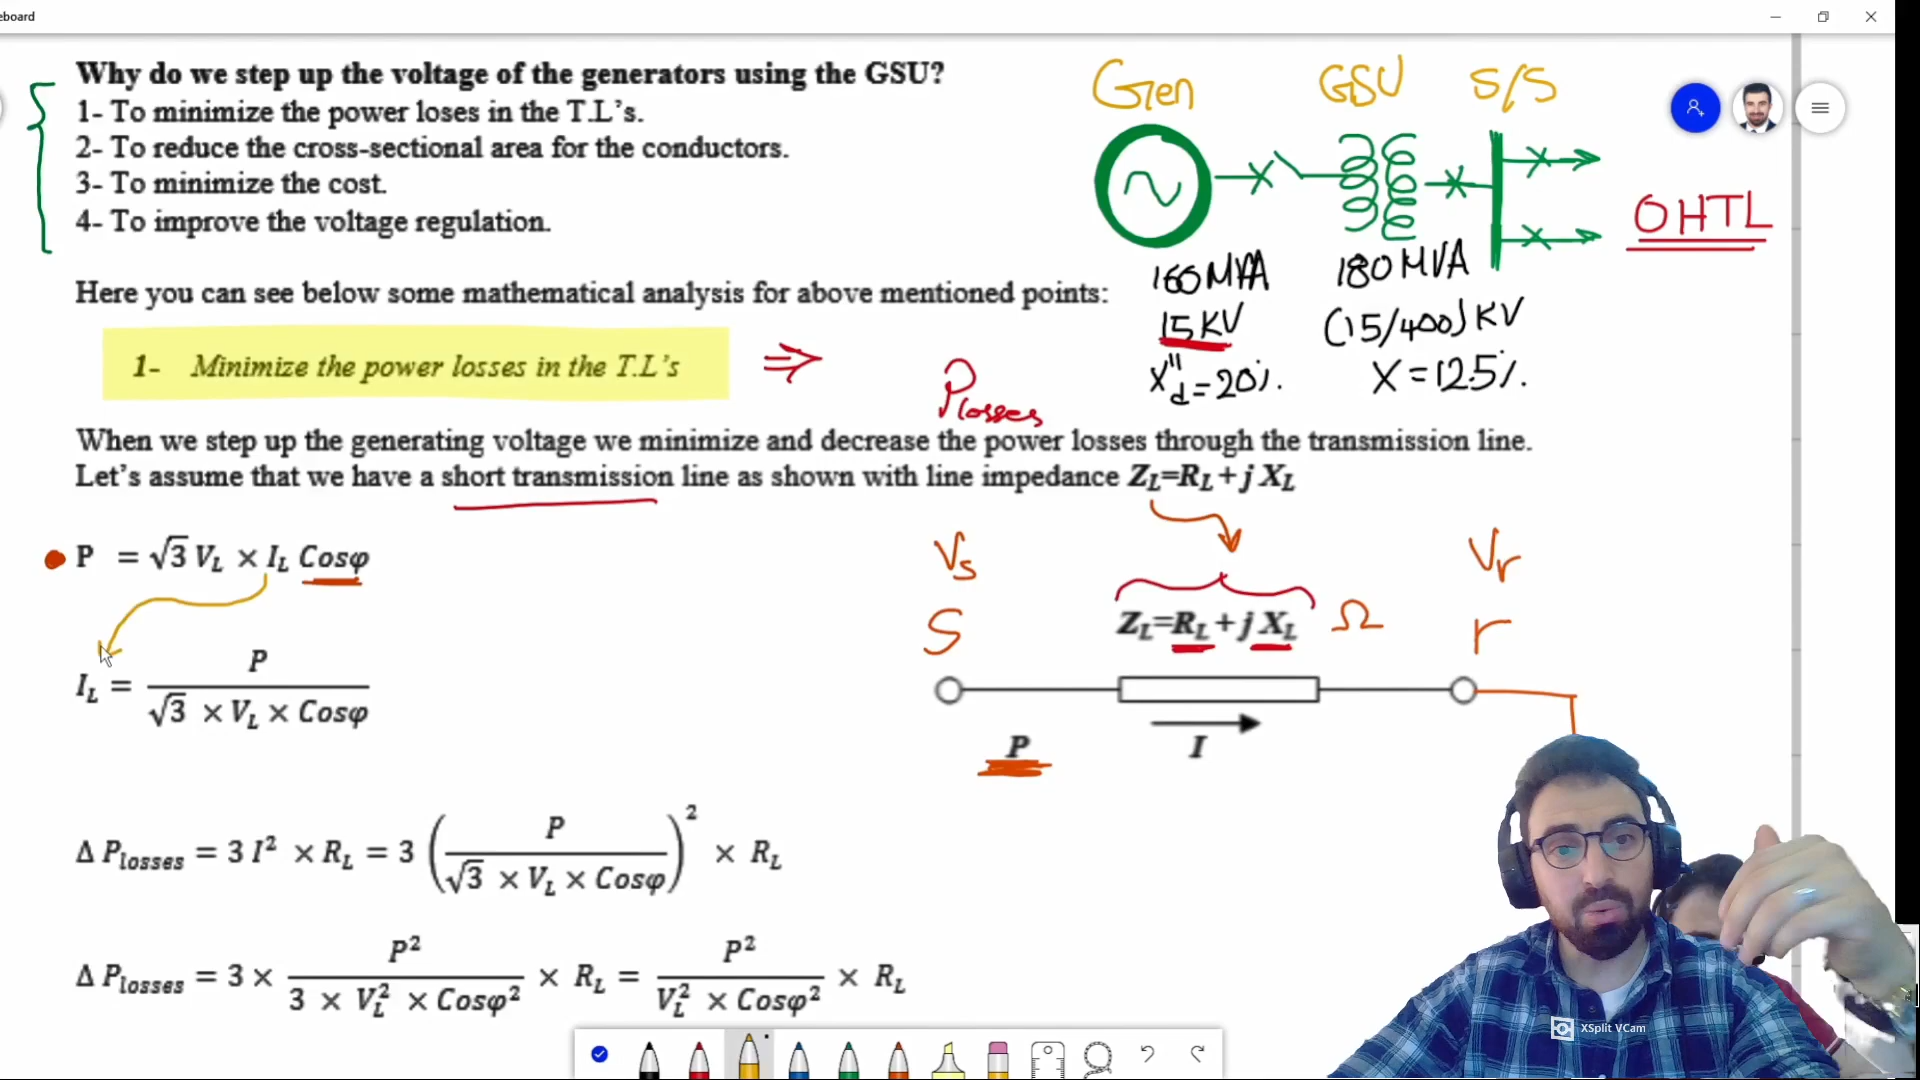 eboard
Why do we step up the voltage of the generators using the GSU?
1- To minimize the power loses in the T.L's.
2- To reduce the cross-sectional area for the conductors.
3- To minimize the cost.
4- To improve the voltage regulation.
Gen GSU S/S
OHTL
160 MVA 180 MVA
15 KV (15/400) KV
X"d = 20%. X = 12.5%.
Here you can see below some mathematical analysis for above mentioned points:
1- Minimize the power losses in the T.L's ⇒ Plosses
When we step up the generating voltage we minimize and decrease the power losses through the transmission line.
Let's assume that we have a short transmission line as shown with line impedance ZL=RL+j XL
P = √3 VL × IL Cosφ
Vs Vr
S ZL=RL+j XL Ω r
IL = P / (√3 × VL × Cosφ)
P I
Δ Plosses = 3 I² × RL = 3 (P / (√3 × VL × Cosφ))² × RL
Δ Plosses = 3 × P² / (3 × VL² × Cosφ²) × RL = P² / (VL² × Cosφ²) × RL
XSplit VCam